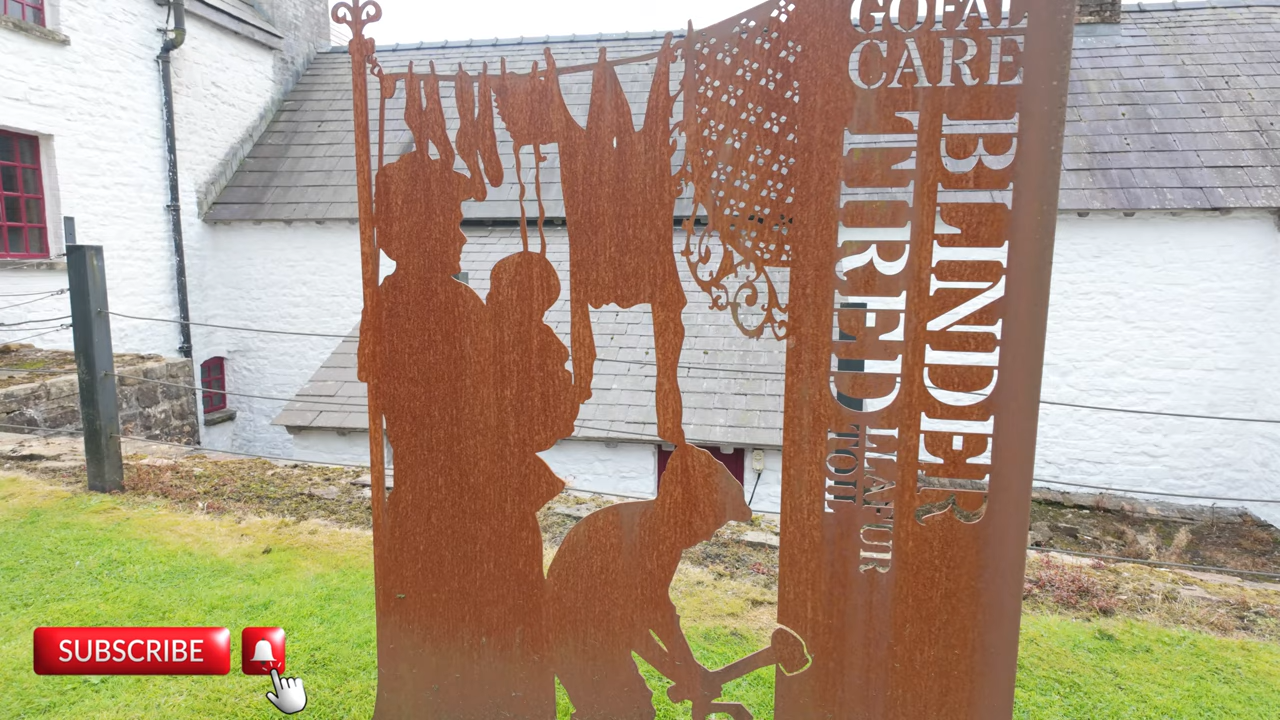 GOFAL
CARE
BLINDER
TIRED
LLAFUR
TOIL
SUBSCRIBE